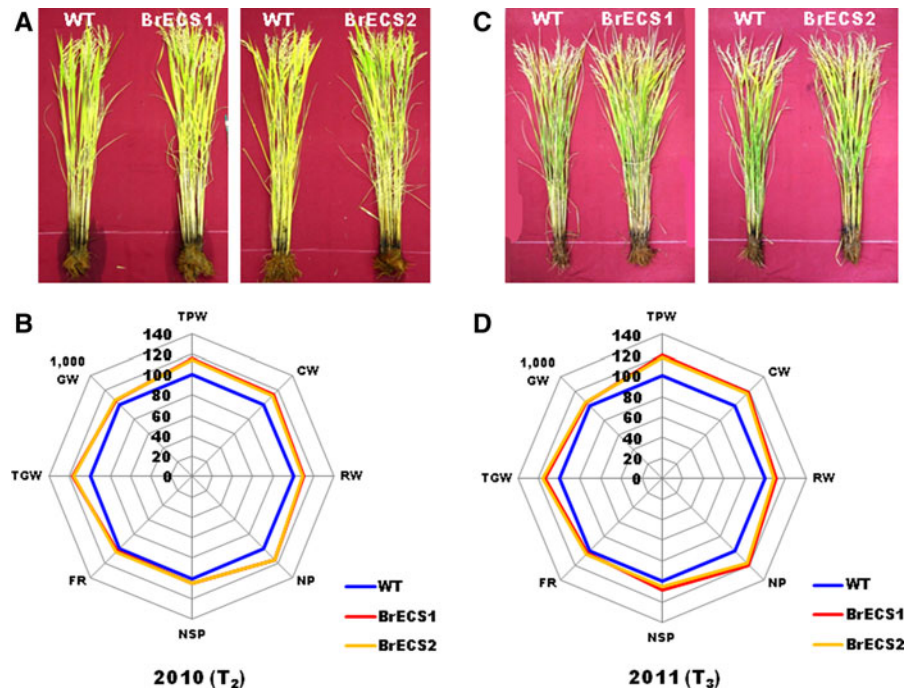 A
WT BrECS1
WT BrECS2
C
WT BrECS1
WT BrECS2
B
TPW
CW
RW
NP
NSP
FR
TGW
1,000
GW
140
120
100
80
60
40
20
0
WT
BrECS1
BrECS2
2010 (T2)
D
TPW
CW
RW
NP
NSP
FR
TGW
1,000
GW
140
120
100
80
60
40
20
0
WT
BrECS1
BrECS2
2011 (T3)